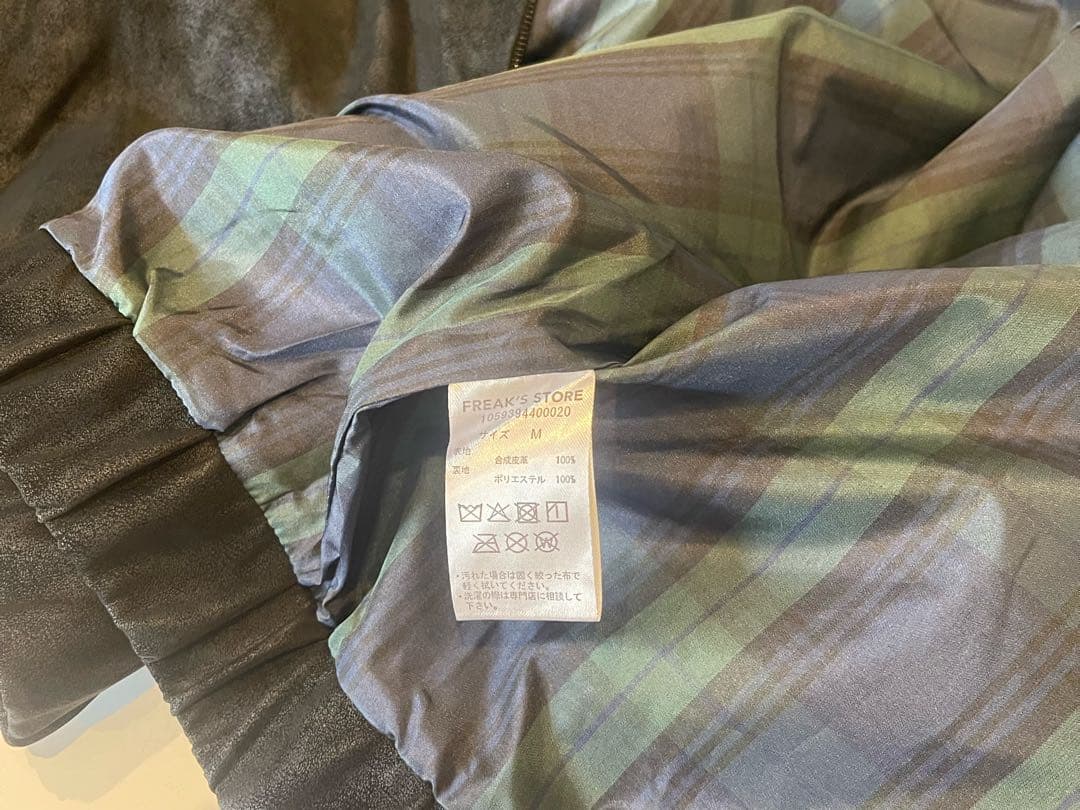 FREAK'S STORE
1059394400020
サイズ M
表地
合成皮革 100%
裏地
ポリエステル 100%
・汚れた場合は固く絞った布で
軽く拭いてください。
・洗濯の際は専門店に相談して
下さい。